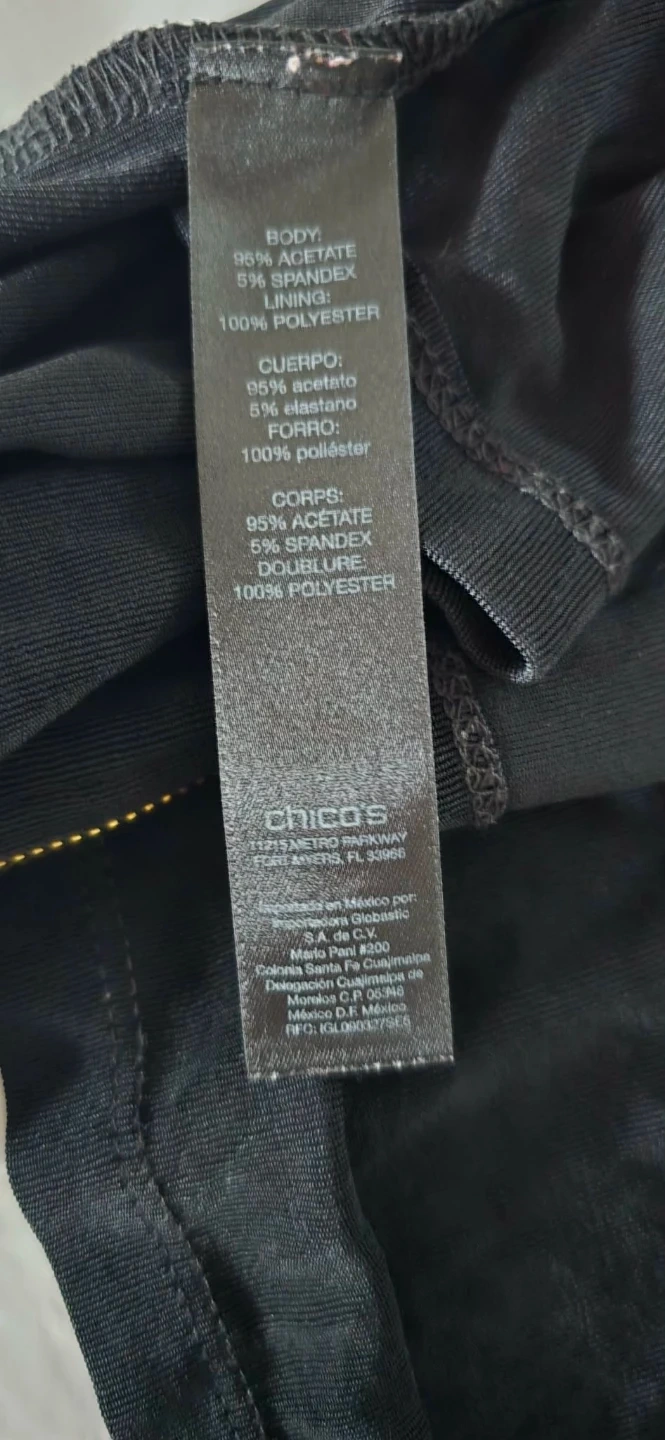 BODY:
95% ACETATE
5% SPANDEX
LINING:
100% POLYESTER
CUERPO:
95% acetato
5% elastano
FORRO:
100% poliéster
CORPS:
95% ACÉTATE
5% SPANDEX
DOUBLURE:
100% POLYESTER
chico's
11215 METRO PARKWAY
FORT MYERS, FL 33966
Importado en México por:
Importadora Globastic
S.A. de C.V.
Mario Pani #200
Colonia Santa Fe Cuajimalpa
Delegación Cuajimalpa de
Morelos C.P. 05348
México D.F. México
RFC: IGL090327SE6